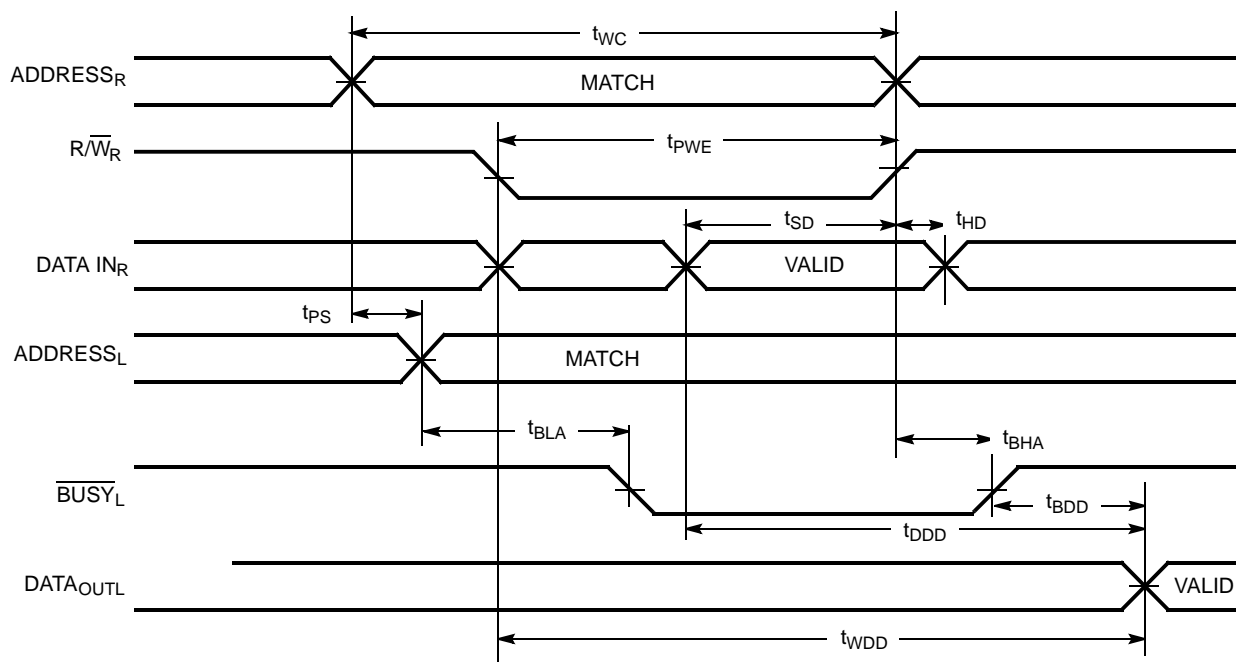 tWC
ADDRESSR
MATCH
R/W̅R
tPWE
tSD
tHD
DATA INR
VALID
tPS
ADDRESSL
MATCH
tBLA
tBHA
B̅U̅S̅Y̅L
tBDD
tDDD
DATAOUTL
VALID
tWDD